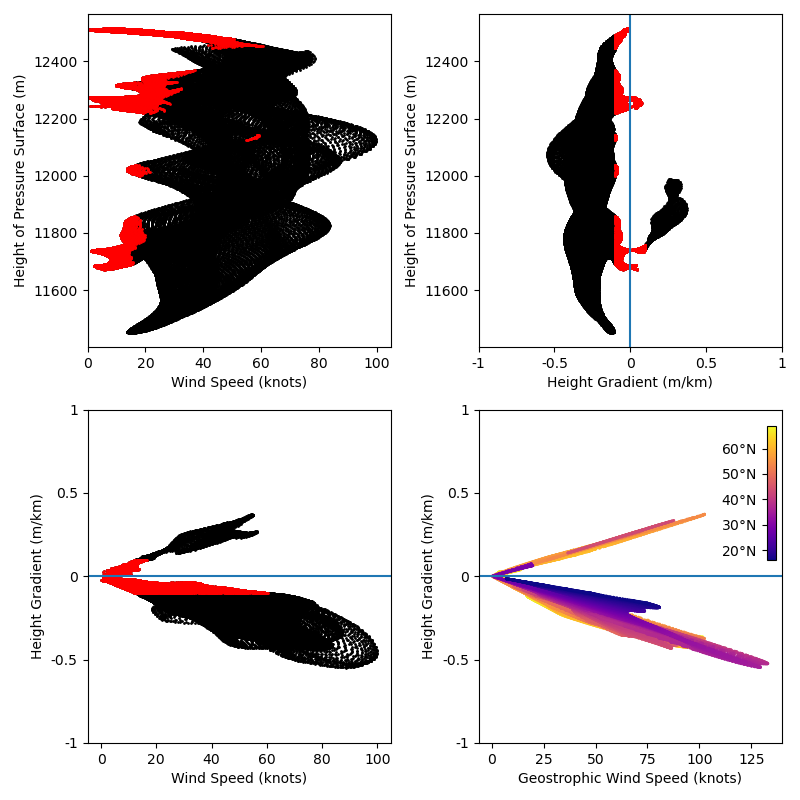 12400
12200
12000
11800
11600
Height of Pressure Surface (m)
0 20 40 60 80 100
Wind Speed (knots)
12400
12200
12000
11800
11600
Height of Pressure Surface (m)
-1 -0.5 0 0.5 1
Height Gradient (m/km)
1
0.5
0
-0.5
-1
Height Gradient (m/km)
0 20 40 60 80 100
Wind Speed (knots)
1
0.5
0
-0.5
-1
Height Gradient (m/km)
60°N
50°N
40°N
30°N
20°N
0 25 50 75 100 125
Geostrophic Wind Speed (knots)